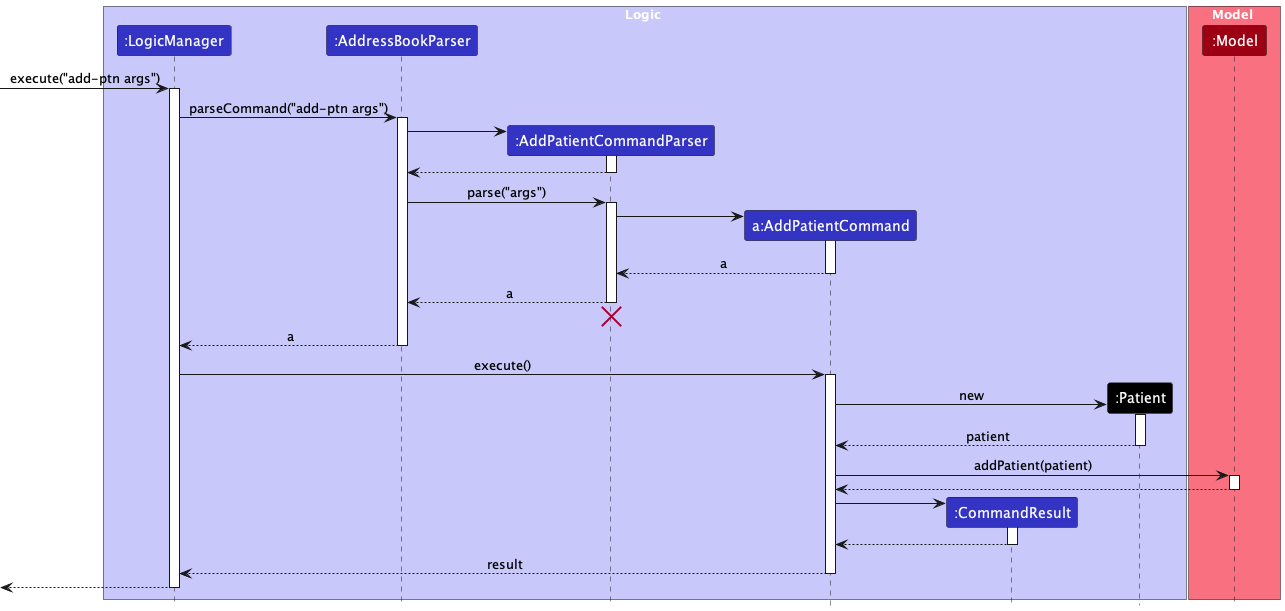 Logic
Model
:LogicManager
:AddressBookParser
:Model
execute("add-ptn args")
parseCommand("add-ptn args")
:AddPatientCommandParser
parse("args")
a:AddPatientCommand
a
a
a
execute()
:Patient
new
patient
addPatient(patient)
:CommandResult
result